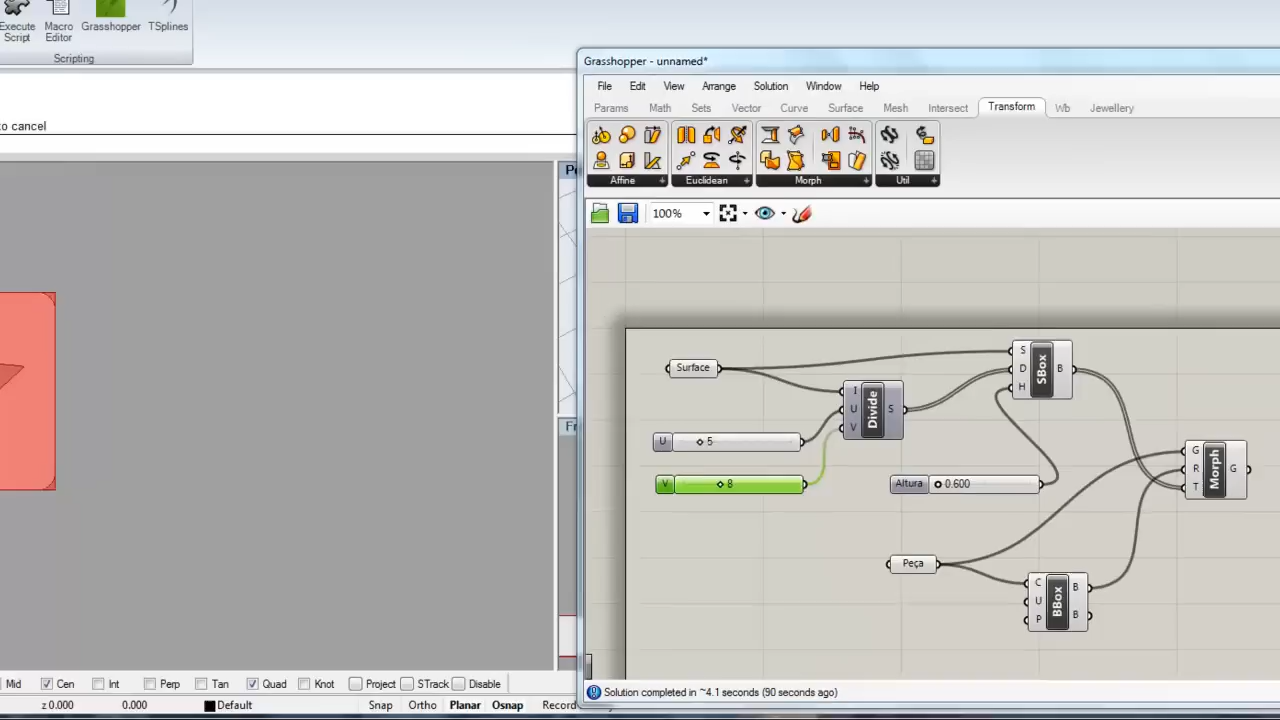 Execute Script
Macro Editor
Grasshopper
TSplines
Scripting
to cancel
Grasshopper - unnamed*
File Edit View Arrange Solution Window Help
Params Math Sets Vector Curve Surface Mesh Intersect Transform Wb Jewellery
Affine + Euclidean + Morph + Util +
100%
Surface
S
D SBox B
H
I
U Divide S
V
U 5
V 8
Altura 0.600
G
R Morph G
T
Peça
C B
U BBox
P B
Solution completed in ~4.1 seconds (90 seconds ago)
Mid Cen Int Perp Tan Quad Knot Project STrack Disable
z 0.000 0.000 Default Snap Ortho Planar Osnap Record